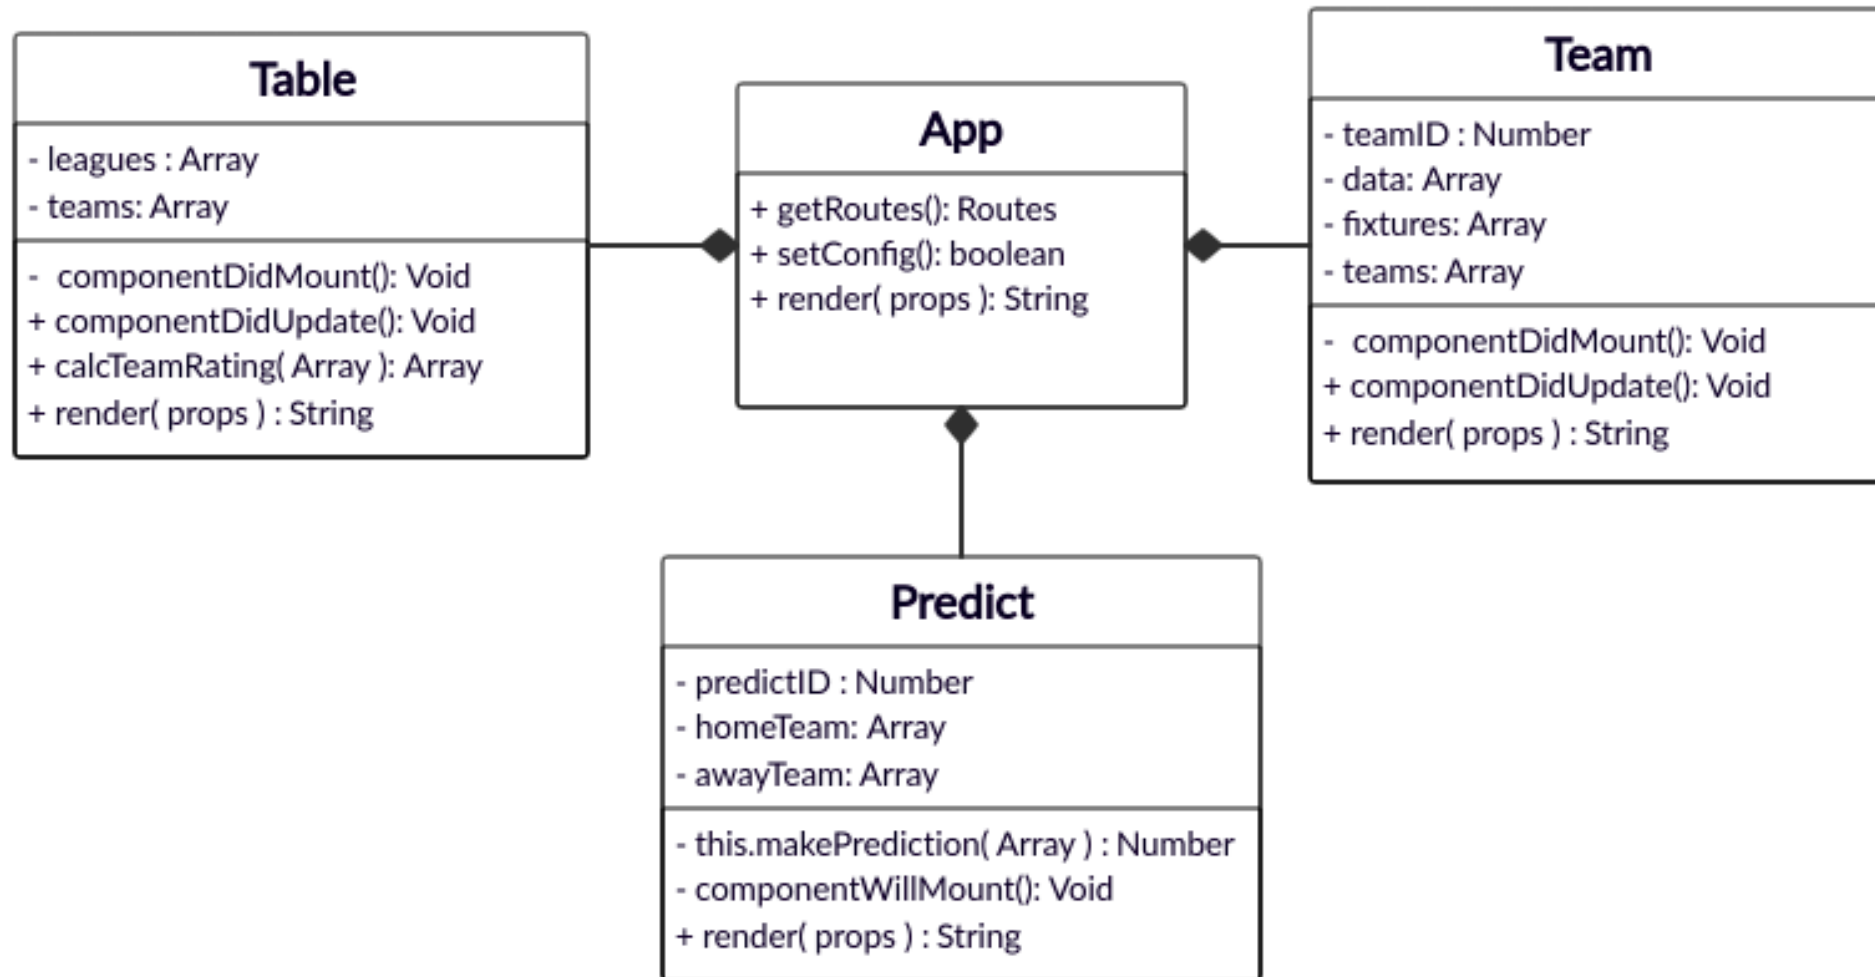 Table
- leagues : Array
- teams: Array
- componentDidMount(): Void
+ componentDidUpdate(): Void
+ calcTeamRating( Array ): Array
+ render( props ) : String
App
+ getRoutes(): Routes
+ setConfig(): boolean
+ render( props ): String
Team
- teamID : Number
- data: Array
- fixtures: Array
- teams: Array
- componentDidMount(): Void
+ componentDidUpdate(): Void
+ render( props ) : String
Predict
- predictID : Number
- homeTeam: Array
- awayTeam: Array
- this.makePrediction( Array ) : Number
- componentWillMount(): Void
+ render( props ) : String